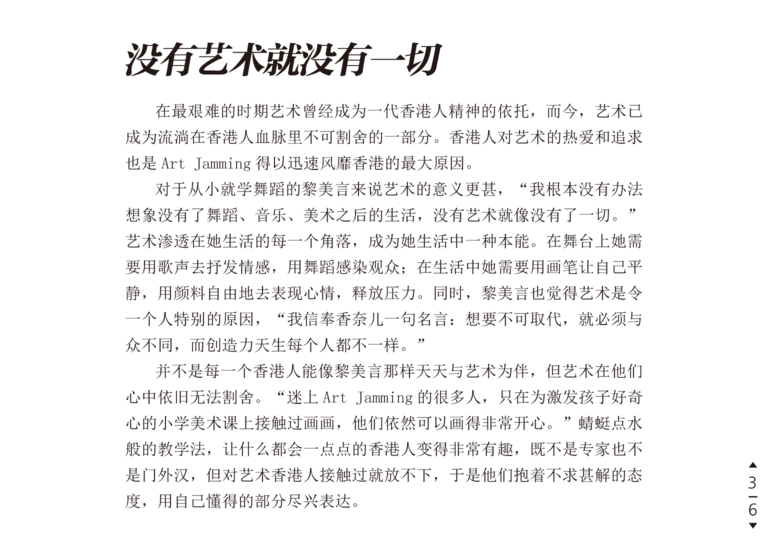 没有艺术就没有一切
在最艰难的时期艺术曾经成为一代香港人精神的依托，而今，艺术已
成为流淌在香港人血脉里不可割舍的一部分。香港人对艺术的热爱和追求
也是 Art Jamming 得以迅速风靡香港的最大原因。
对于从小就学舞蹈的黎美言来说艺术的意义更甚，“我根本没有办法
想象没有了舞蹈、音乐、美术之后的生活，没有艺术就像没有了一切。”
艺术渗透在她生活的每一个角落，成为她生活中一种本能。在舞台上她需
要用歌声去抒发情感，用舞蹈感染观众；在生活中她需要用画笔让自己平
静，用颜料自由地去表现心情，释放压力。同时，黎美言也觉得艺术是令
一个人特别的原因，“我信奉香奈儿一句名言：想要不可取代，就必须与
众不同，而创造力天生每个人都不一样。”
并不是每一个香港人能像黎美言那样天天与艺术为伴，但艺术在他们
心中依旧无法割舍。“迷上 Art Jamming 的很多人，只在为激发孩子好奇
心的小学美术课上接触过画画，他们依然可以画得非常开心。”蜻蜓点水
般的教学法，让什么都会一点点的香港人变得非常有趣，既不是专家也不
是门外汉，但对艺术香港人接触过就放不下，于是他们抱着不求甚解的态
度，用自己懂得的部分尽兴表达。
3
6